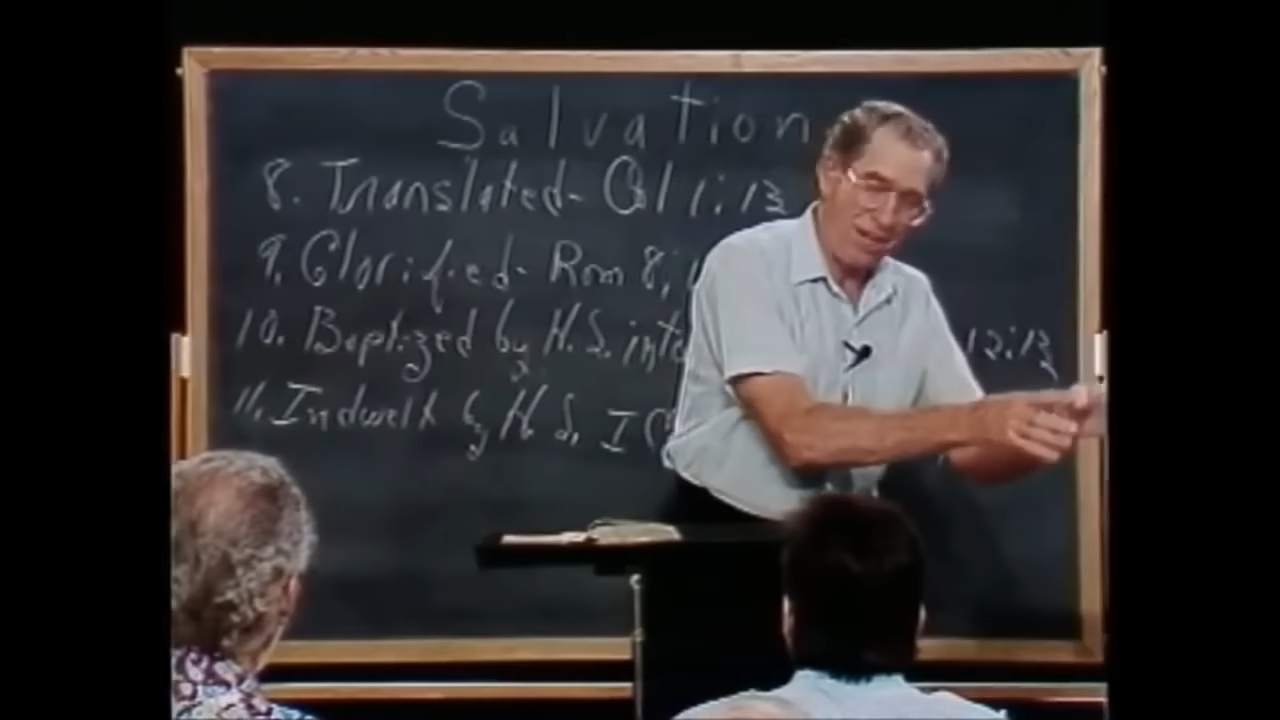 Salvation
8. Translated- Col 1:13
9. Glorified- Rom 8:
10. Baptized by H.S. into 12:13
11. Indwelt by H.S. I C